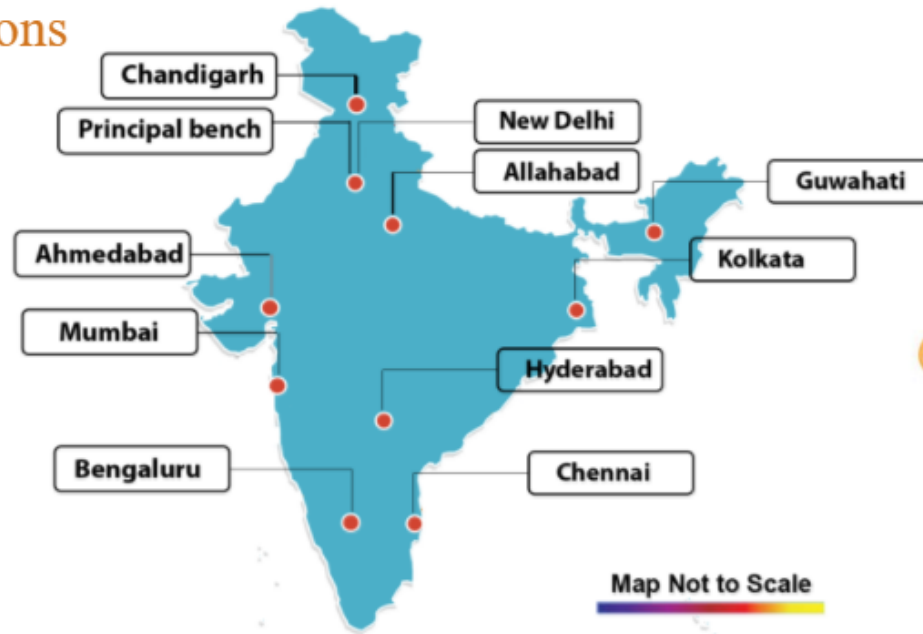 ons
Chandigarh
Principal bench
New Delhi
Allahabad
Guwahati
Ahmedabad
Kolkata
Mumbai
Hyderabad
Bengaluru
Chennai
Map Not to Scale